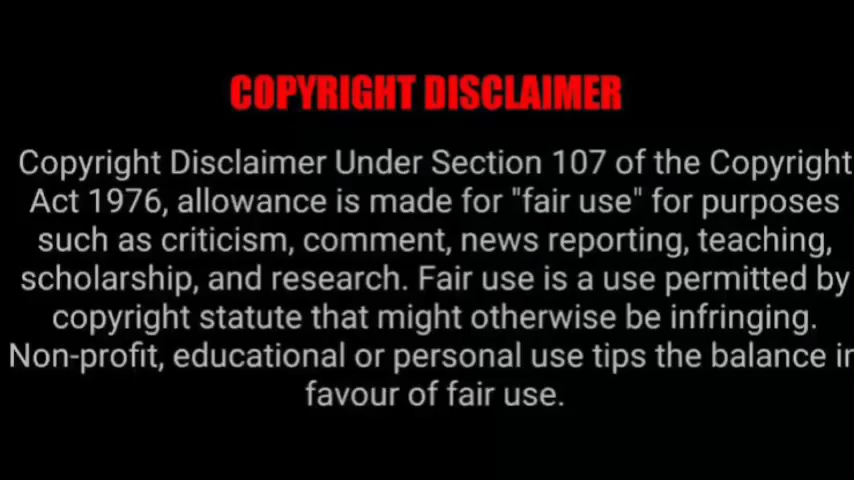 COPYRIGHT DISCLAIMER
Copyright Disclaimer Under Section 107 of the Copyright
Act 1976, allowance is made for "fair use" for purposes
such as criticism, comment, news reporting, teaching,
scholarship, and research. Fair use is a use permitted by
copyright statute that might otherwise be infringing.
Non-profit, educational or personal use tips the balance in
favour of fair use.